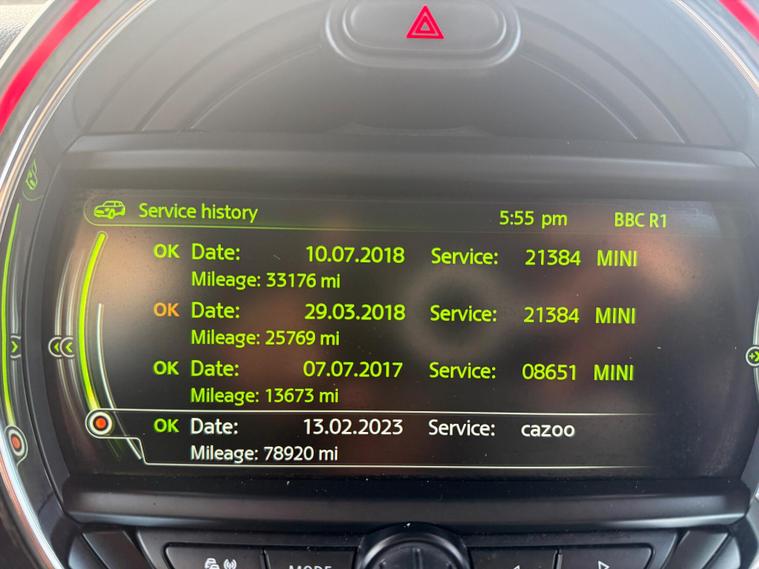 Service history 5:55 pm BBC R1
OK Date: 10.07.2018 Service: 21384 MINI
Mileage: 33176 mi
OK Date: 29.03.2018 Service: 21384 MINI
Mileage: 25769 mi
OK Date: 07.07.2017 Service: 08651 MINI
Mileage: 13673 mi
OK Date: 13.02.2023 Service: cazoo
Mileage: 78920 mi
MODE